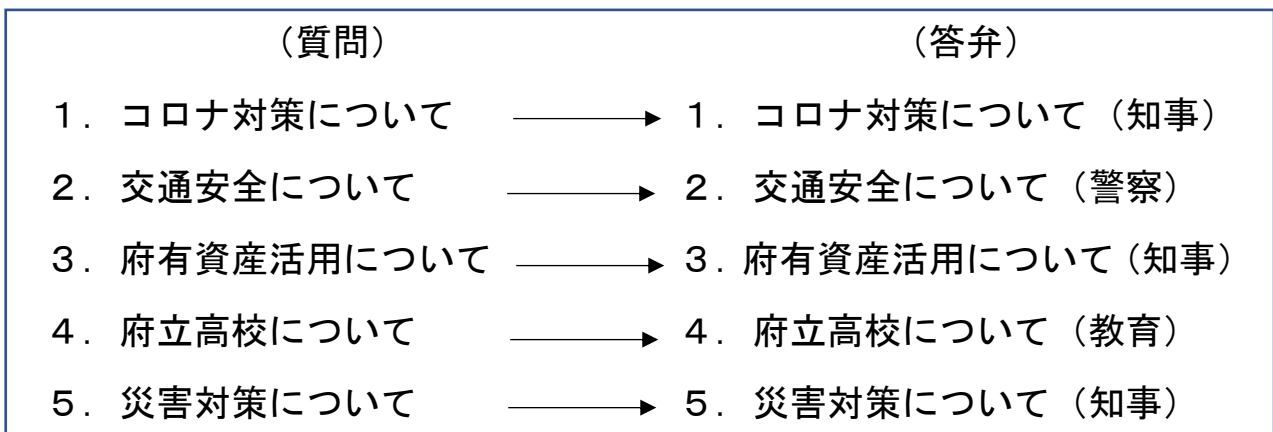 （質問） （答弁）
１．コロナ対策について １．コロナ対策について（知事）
２．交通安全について ２．交通安全について（警察）
３．府有資産活用について ３．府有資産活用について（知事）
４．府立高校について ４．府立高校について（教育）
５．災害対策について ５．災害対策について（知事）